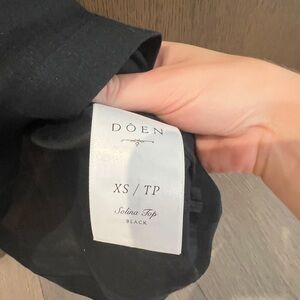 DÔEN
XS / TP
Solina Top
BLACK